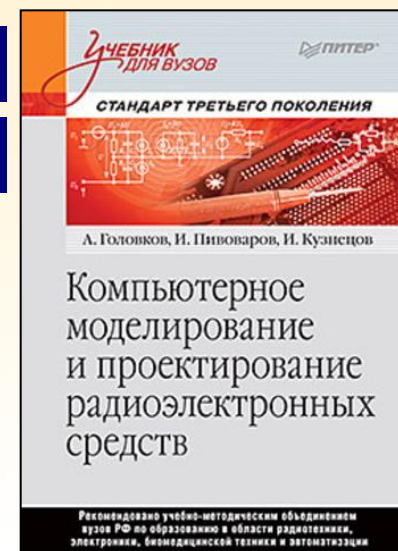 УЧЕБНИК
ДЛЯ ВУЗОВ
ПИТЕР®
СТАНДАРТ ТРЕТЬЕГО ПОКОЛЕНИЯ
А. Головков, И. Пивоваров, И. Кузнецов
Компьютерное
моделирование
и проектирование
радиоэлектронных
средств
Рекомендовано учебно-методическим объединением
вузов РФ по образованию в области радиотехники,
электроники, биомедицинской техники и автоматизации